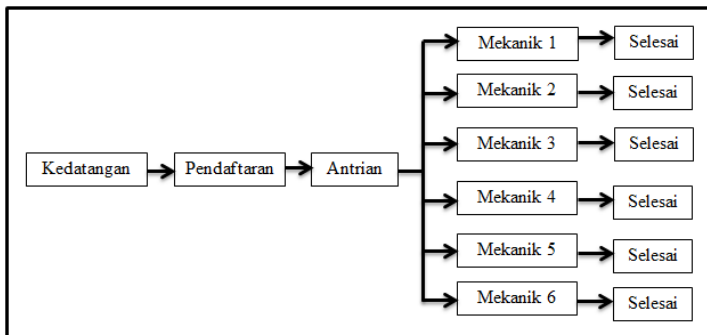 Mekanik 1
Selesai
Mekanik 2
Selesai
Mekanik 3
Selesai
Kedatangan
Pendaftaran
Antrian
Mekanik 4
Selesai
Mekanik 5
Selesai
Mekanik 6
Selesai